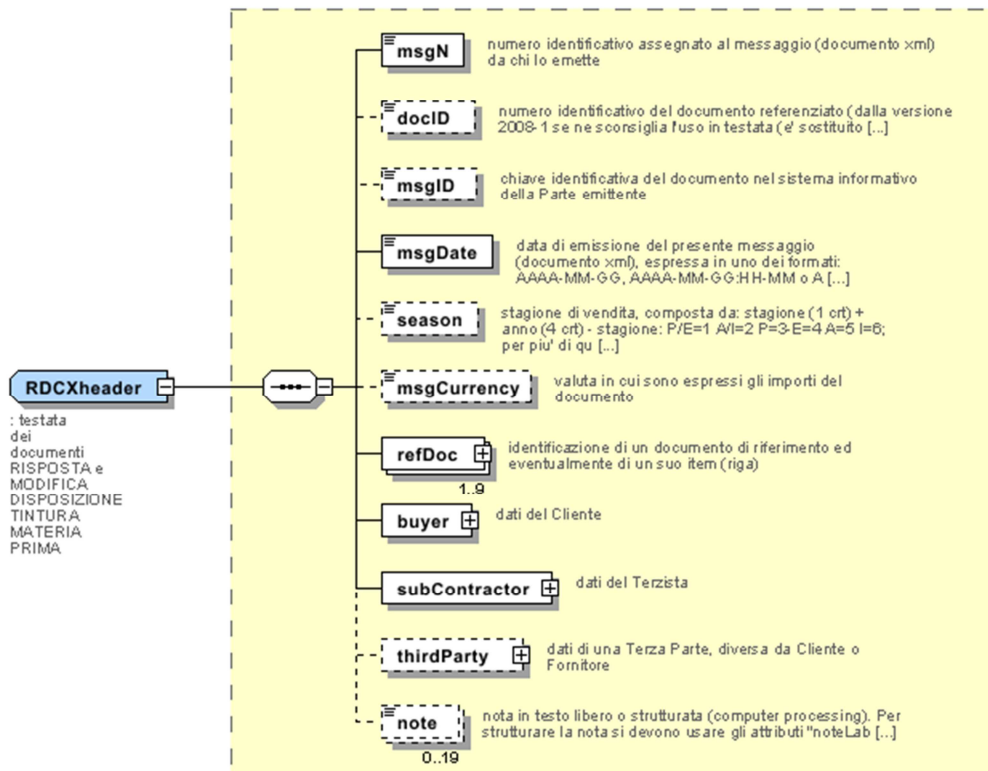 msgN
numero identificativo assegnato al messaggio (documento xml)
da chi lo emette
docID
numero identificativo del documento referenziato (dalla versione
2008-1 se ne sconsiglia l'uso in testata (e' sostituito [...]
msgID
chiave identificativa del documento nel sistema informativo
della Parte emittente
msgDate
data di emissione del presente messaggio
(documento xml), espressa in uno dei formati:
AAAA-MM-GG, AAAA-MM-GG:HH-MM o A [...]
season
stagione di vendita, composta da: stagione (1 crt) +
anno (4 crt) - stagione: P/E=1 A/I=2 P=3-E=4 A=5 I=6;
per piu' di qu [...]
RDCXheader
: testata
dei
documenti
RISPOSTA e
MODIFICA
DISPOSIZIONE
TINTURA
MATERIA
PRIMA
msgCurrency
valuta in cui sono espressi gli importi del
documento
refDoc
identificazione di un documento di riferimento ed
eventualmente di un suo item (riga)
1..9
buyer
dati del Cliente
subContractor
dati del Terzista
thirdParty
dati di una Terza Parte, diversa da Cliente o
Fornitore
note
nota in testo libero o strutturata (computer processing). Per
strutturare la nota si devono usare gli attributi "noteLab [...]
0..19